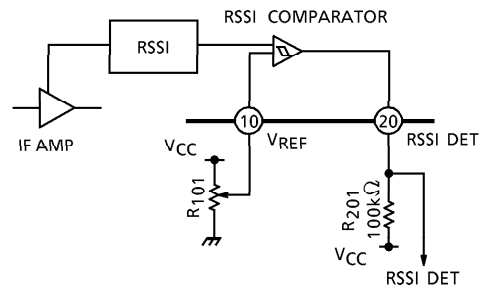 RSSI COMPARATOR
RSSI
IF AMP
10
20
VREF
RSSI DET
VCC
R101
R201
100kΩ
VCC
RSSI DET